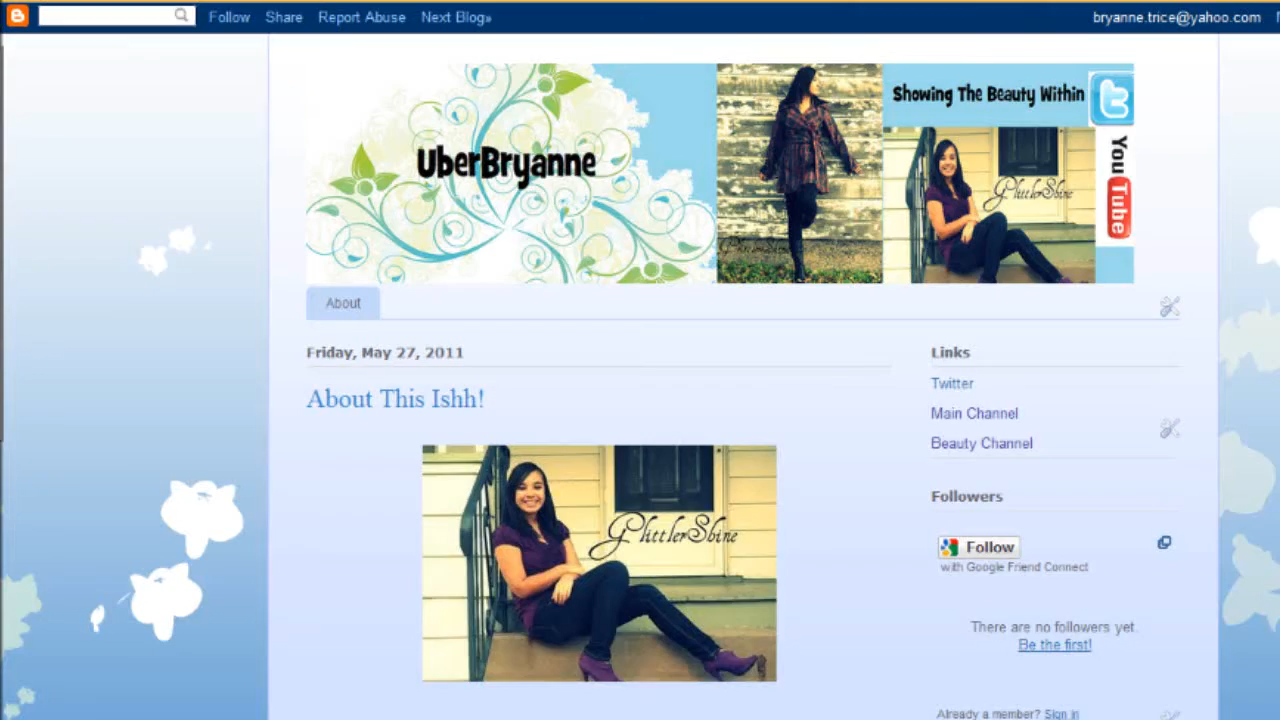 Follow Share Report Abuse Next Blog» bryanne.trice@yahoo.com
UberBryanne
Showing The Beauty Within
GlittlerShine
You Tube
About
Friday, May 27, 2011
Links
About This Ishh!
Twitter
Main Channel
Beauty Channel
GlittlerShine
Followers
Follow
with Google Friend Connect
There are no followers yet.
Be the first!
Already a member? Sign in